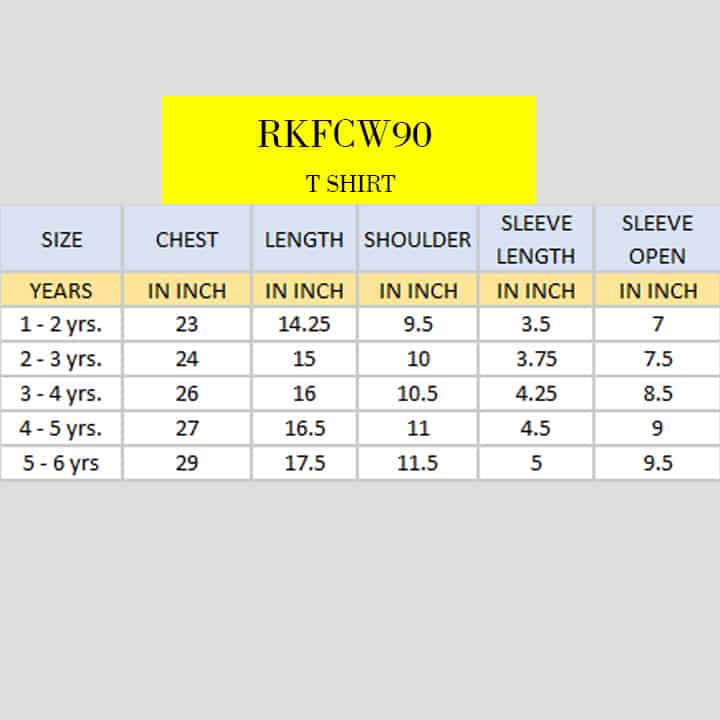 RKFCW90
T SHIRT
SIZE CHEST LENGTH SHOULDER SLEEVE LENGTH SLEEVE OPEN
YEARS IN INCH IN INCH IN INCH IN INCH IN INCH
1 - 2 yrs. 23 14.25 9.5 3.5 7
2 - 3 yrs. 24 15 10 3.75 7.5
3 - 4 yrs. 26 16 10.5 4.25 8.5
4 - 5 yrs. 27 16.5 11 4.5 9
5 - 6 yrs 29 17.5 11.5 5 9.5